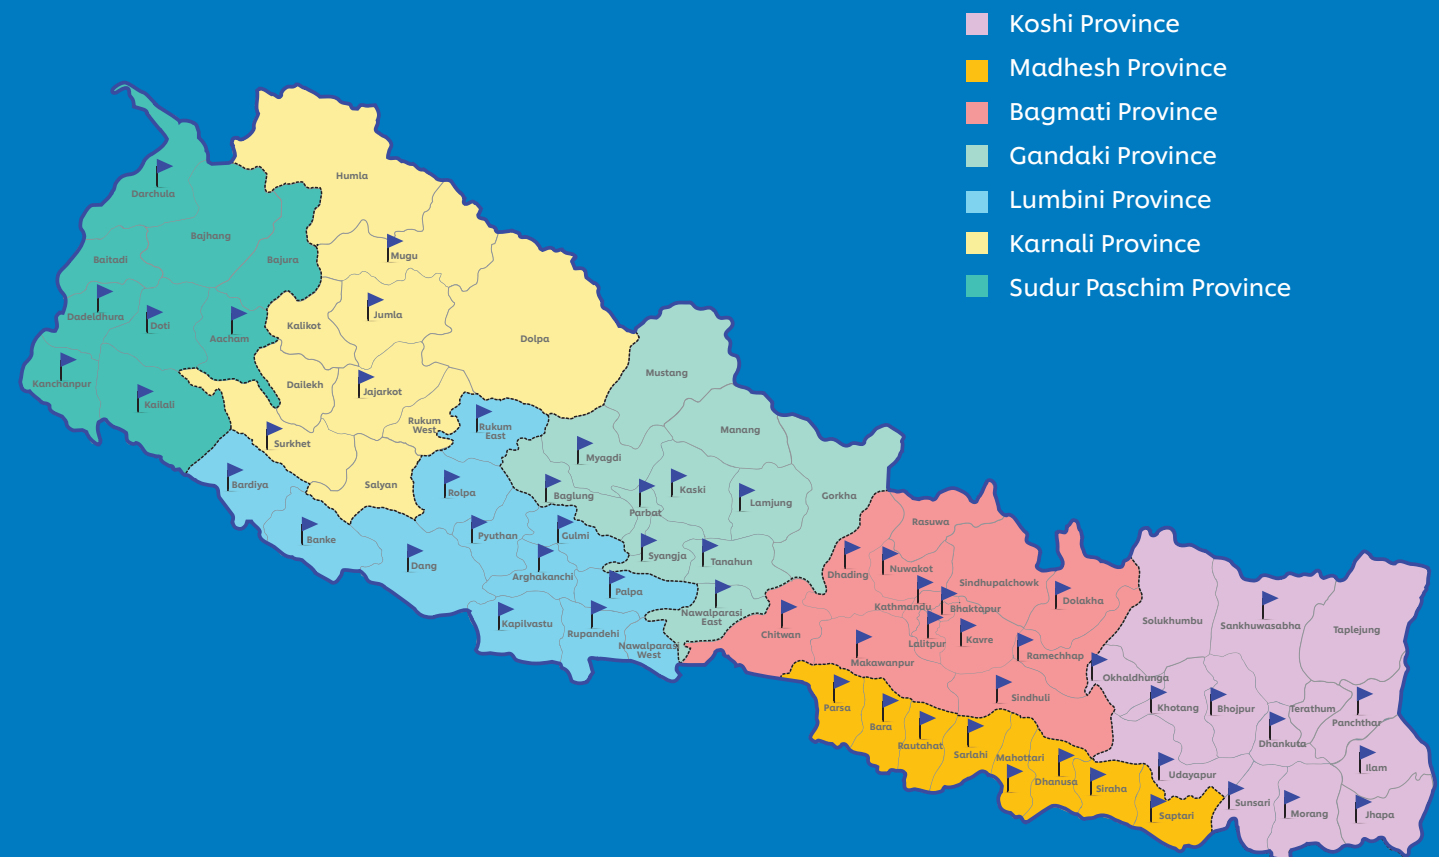 Koshi Province
Madhesh Province
Bagmati Province
Gandaki Province
Lumbini Province
Karnali Province
Sudur Paschim Province
Darchula
Bajhang
Baitadi
Bajura
Dadeldhura
Doti
Aacham
Kanchanpur
Kailali
Humla
Mugu
Jumla
Kalikot
Dolpa
Dailekh
Jajarkot
Rukum
West
Surkhet
Salyan
Rukum
East
Bardiya
Rolpa
Banke
Pyuthan
Gulmi
Dang
Arghakanchi
Palpa
Kapilvastu
Rupandehi
Nawalparasi
West
Mustang
Manang
Myagdi
Baglung
Parbat
Kaski
Lamjung
Gorkha
Syangja
Tanahun
Nawalparasi
East
Rasuwa
Dhading
Nuwakot
Sindhupalchowk
Kathmandu
Bhaktapur
Dolakha
Chitwan
Lalitpur
Kavre
Makawanpur
Ramechhap
Sindhuli
Parsa
Bara
Rautahat
Sarlahi
Mahottari
Dhanusa
Siraha
Saptari
Solukhumbu
Sankhuwasabha
Taplejung
Okhaldhunga
Khotang
Bhojpur
Terathum
Panchthar
Dhankuta
Udayapur
Ilam
Sunsari
Morang
Jhapa